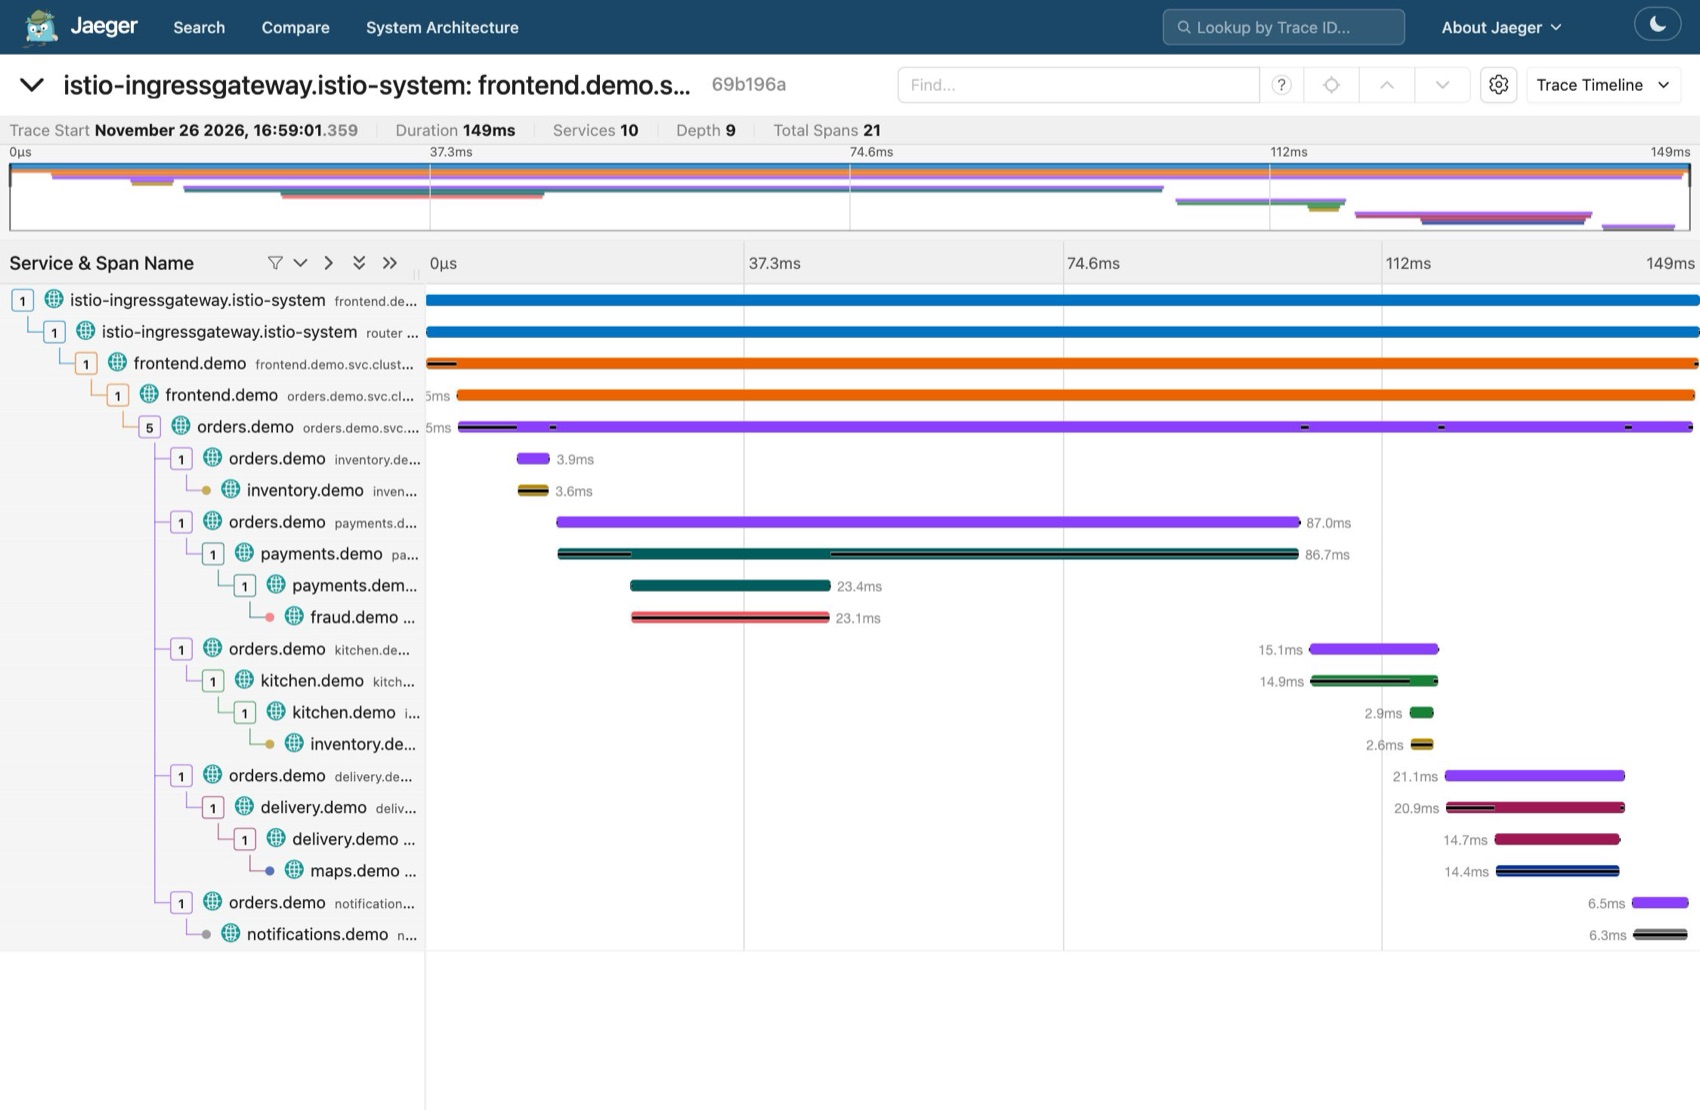 Jaeger Search Compare System Architecture Lookup by Trace ID... About Jaeger
istio-ingressgateway.istio-system: frontend.demo.s... 69b196a Find... ? Trace Timeline
Trace Start November 26 2026, 16:59:01.359 Duration 149ms Services 10 Depth 9 Total Spans 21
0μs 37.3ms 74.6ms 112ms 149ms
Service & Span Name 0μs 37.3ms 74.6ms 112ms 149ms
1 istio-ingressgateway.istio-system frontend.de...
1 istio-ingressgateway.istio-system router ...
1 frontend.demo frontend.demo.svc.clust...
1 frontend.demo orders.demo.svc.cl... 5ms
5 orders.demo orders.demo.svc.... 5ms
1 orders.demo inventory.de... 3.9ms
inventory.demo inven... 3.6ms
1 orders.demo payments.d... 87.0ms
1 payments.demo pa... 86.7ms
1 payments.dem... 23.4ms
fraud.demo ... 23.1ms
1 orders.demo kitchen.de... 15.1ms
1 kitchen.demo kitch... 14.9ms
1 kitchen.demo i... 2.9ms
inventory.de... 2.6ms
1 orders.demo delivery.de... 21.1ms
1 delivery.demo deliv... 20.9ms
1 delivery.demo ... 14.7ms
maps.demo ... 14.4ms
1 orders.demo notification... 6.5ms
notifications.demo n... 6.3ms